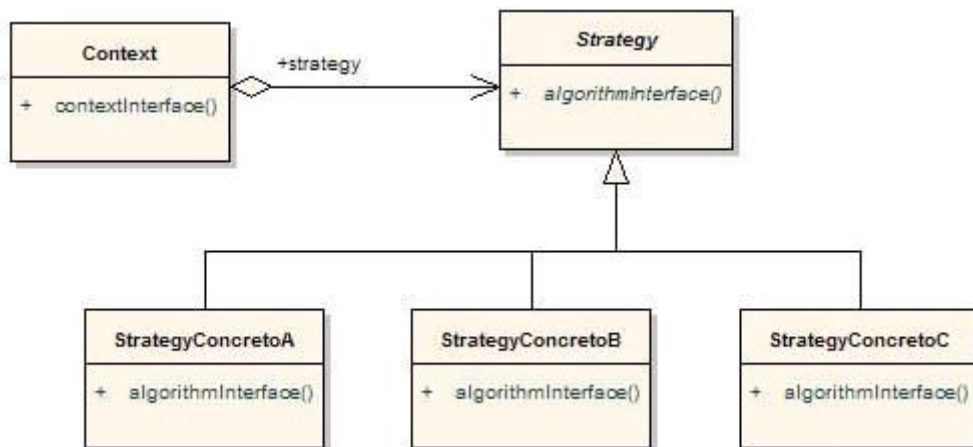 Context
+ contextInterface()
+strategy
Strategy
+ algorithmInterface()
StrategyConcretoA
+ algorithmInterface()
StrategyConcretoB
+ algorithmInterface()
StrategyConcretoC
+ algorithmInterface()